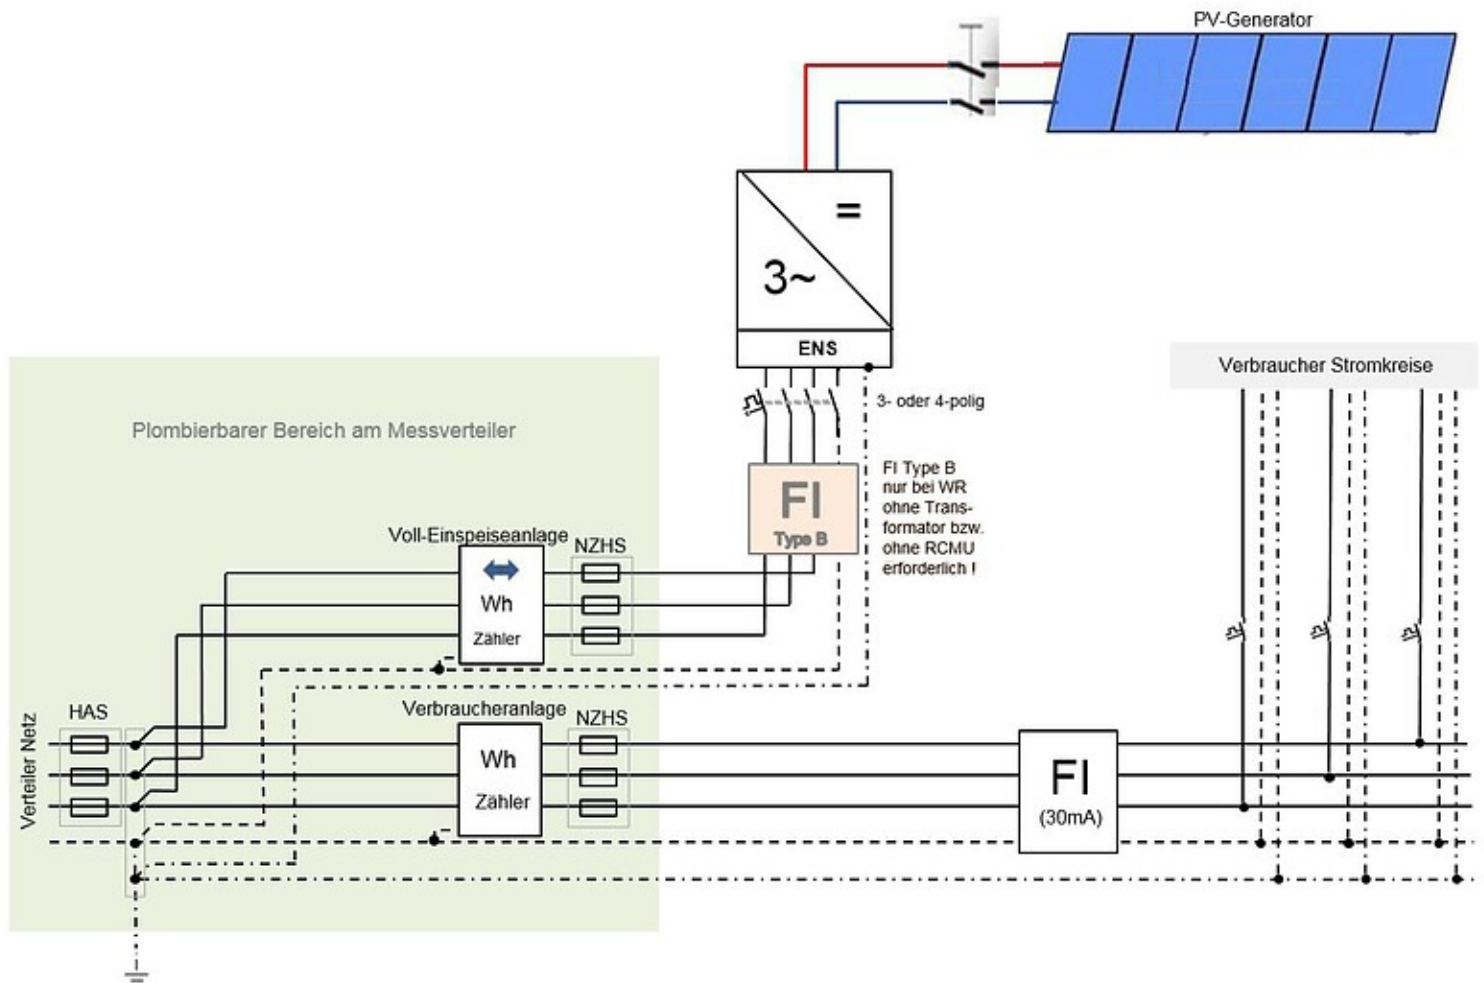 PV-Generator
=
3~
ENS
3- oder 4-polig
Verbraucher Stromkreise
Plombierbarer Bereich am Messverteiler
FI
Type B
FI Type B
nur bei WR
ohne Trans-
formator bzw.
ohne RCMU
erforderlich !
Voll-Einspeiseanlage
NZHS
Wh
Zähler
Verbraucheranlage
NZHS
HAS
Verteiler Netz
Wh
Zähler
FI
(30mA)